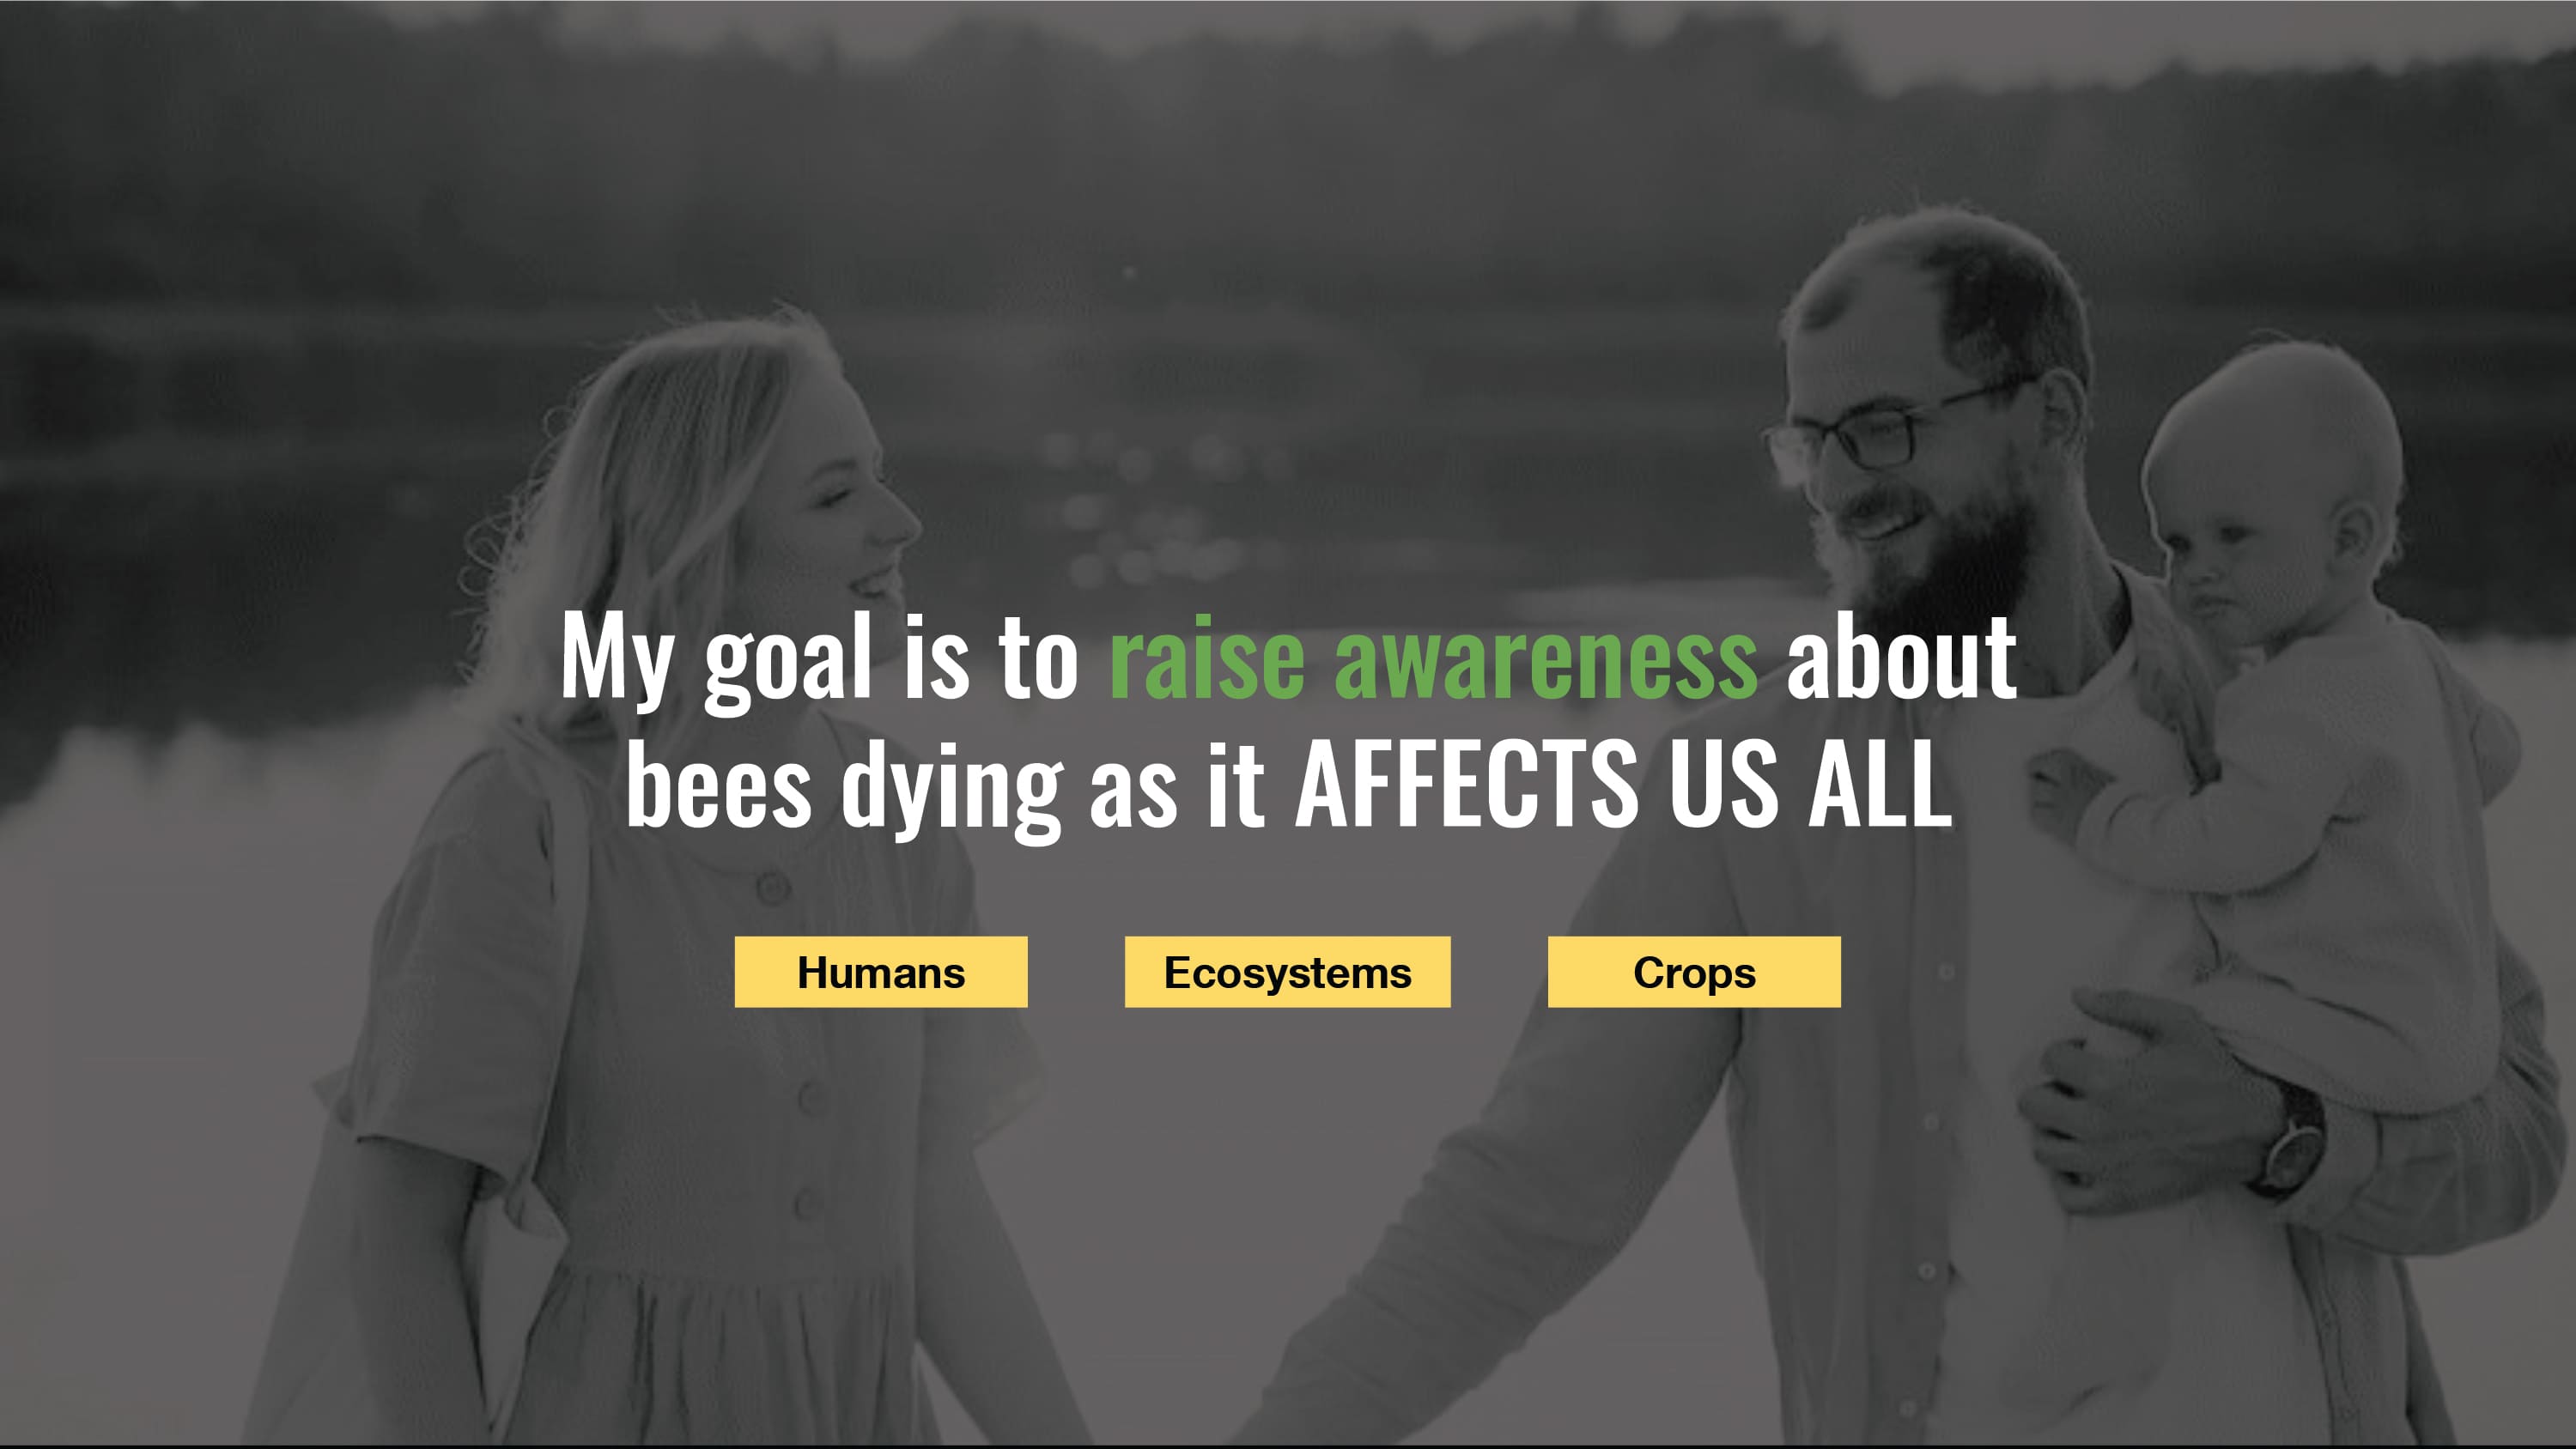 My goal is to raise awareness about
bees dying as it AFFECTS US ALL
Humans Ecosystems Crops